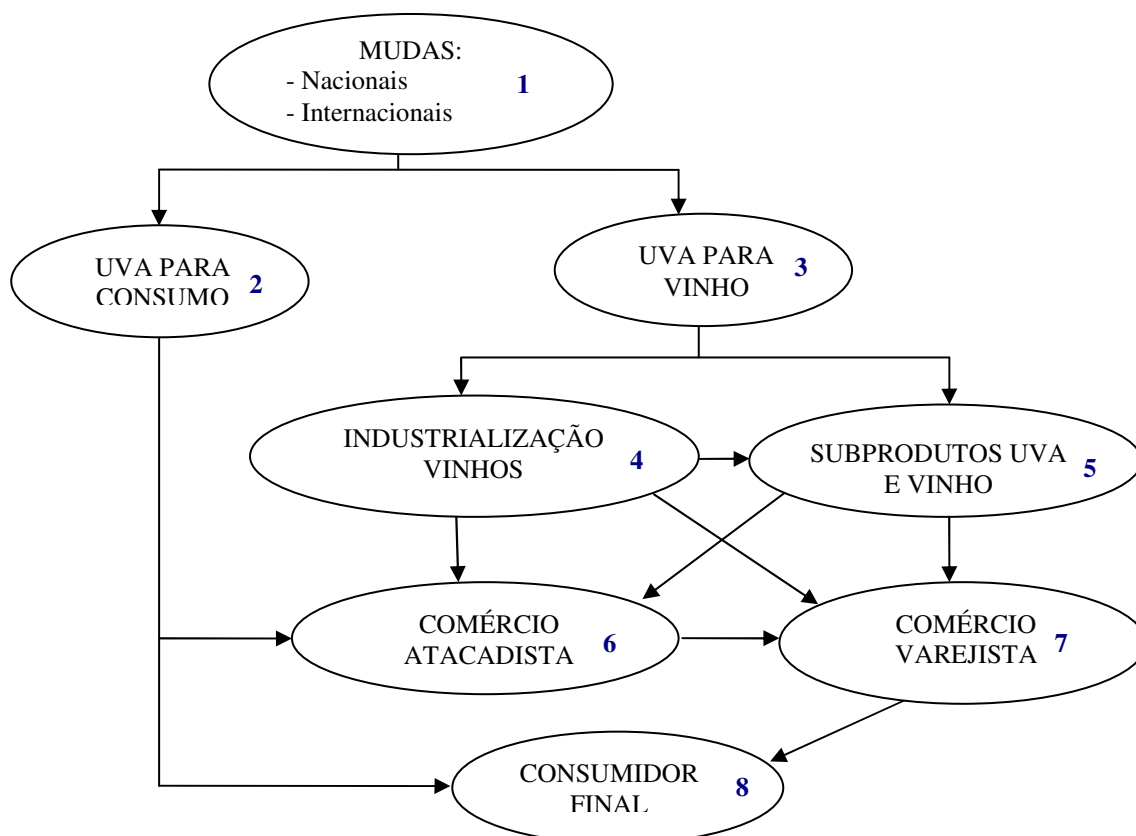 MUDAS:
- Nacionais
- Internacionais
1
UVA PARA
CONSUMO
2
UVA PARA
VINHO
3
INDUSTRIALIZAÇÃO
VINHOS
4
SUBPRODUTOS UVA
E VINHO
5
COMÉRCIO
ATACADISTA
6
COMÉRCIO
VAREJISTA
7
CONSUMIDOR
FINAL
8